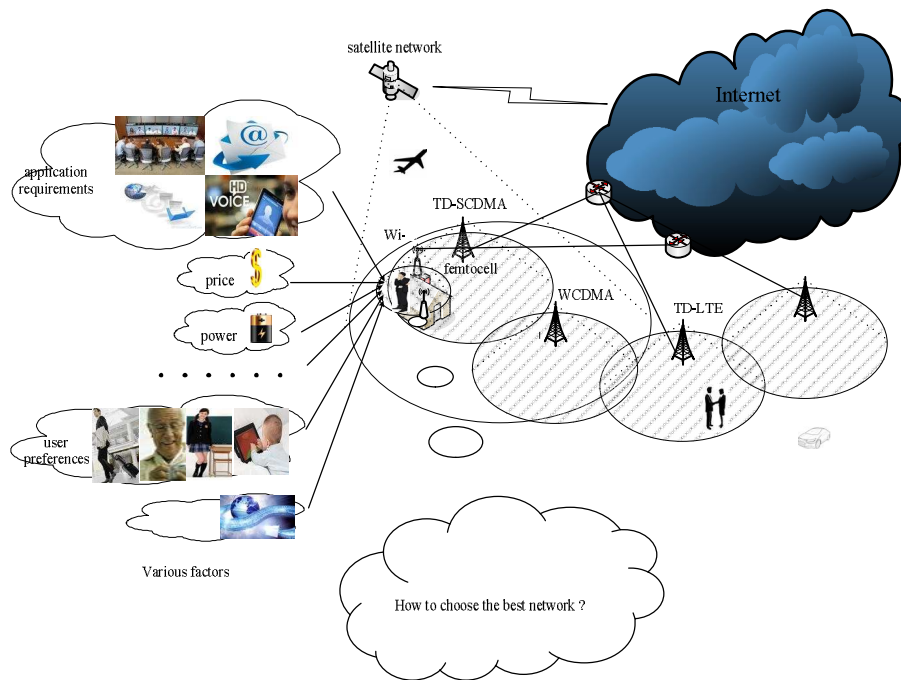 satellite network
Internet
application
requirements
@
HD
VOICE
TD-SCDMA
Wi-
femtocell
price
$
WCDMA
TD-LTE
power
user
preferences
Various factors
How to choose the best network ?